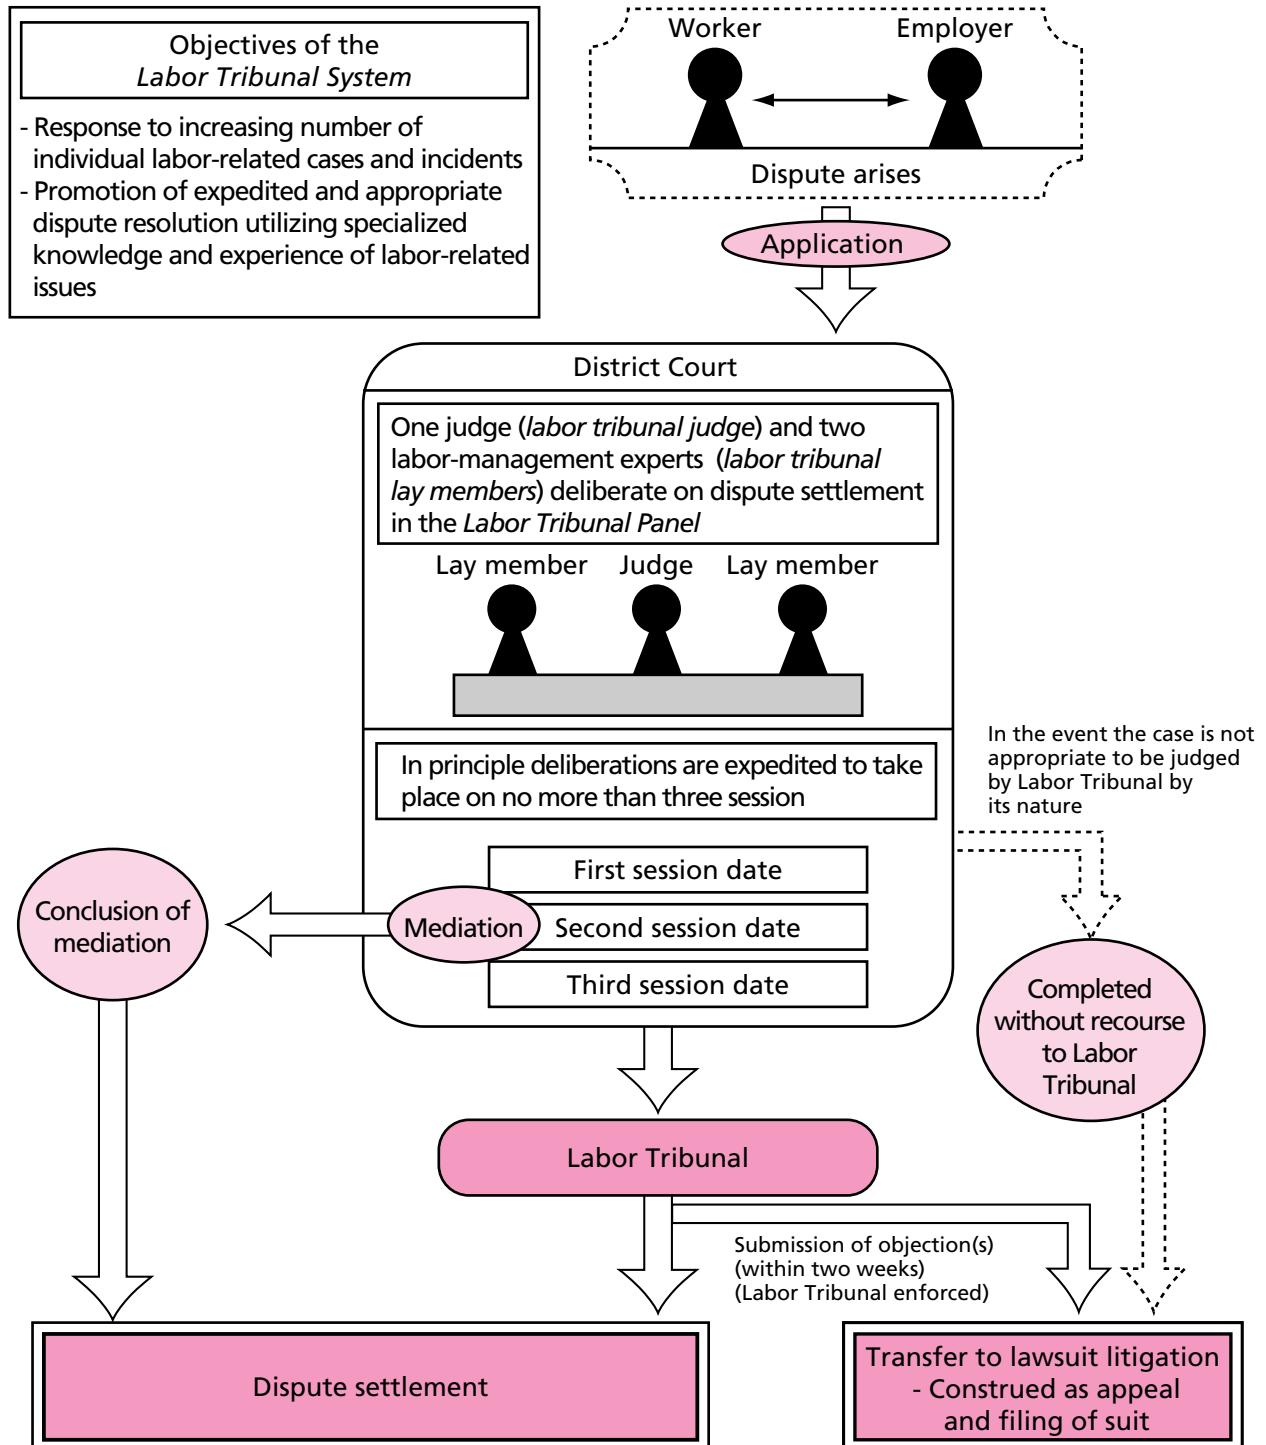 Objectives of the
Labor Tribunal System
- Response to increasing number of
individual labor-related cases and incidents
- Promotion of expedited and appropriate
dispute resolution utilizing specialized
knowledge and experience of labor-related
issues
Worker
Employer
Dispute arises
Application
District Court
One judge (labor tribunal judge) and two
labor-management experts (labor tribunal
lay members) deliberate on dispute settlement
in the Labor Tribunal Panel
Lay member
Judge
Lay member
In principle deliberations are expedited to take
place on no more than three session
In the event the case is not
appropriate to be judged
by Labor Tribunal by
its nature
First session date
Second session date
Third session date
Mediation
Conclusion of
mediation
Completed
without recourse
to Labor
Tribunal
Labor Tribunal
Submission of objection(s)
(within two weeks)
(Labor Tribunal enforced)
Dispute settlement
Transfer to lawsuit litigation
- Construed as appeal
and filing of suit